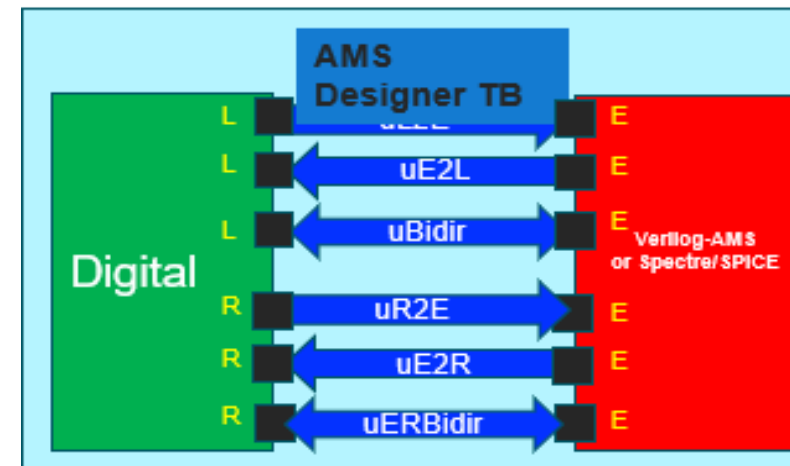 AMS
Designer TB
L
E
L
uE2L
E
L
uBidir
E
Verilog-AMS
or Spectre/SPICE
Digital
R
uR2E
E
R
uE2R
E
R
uERBidir
E